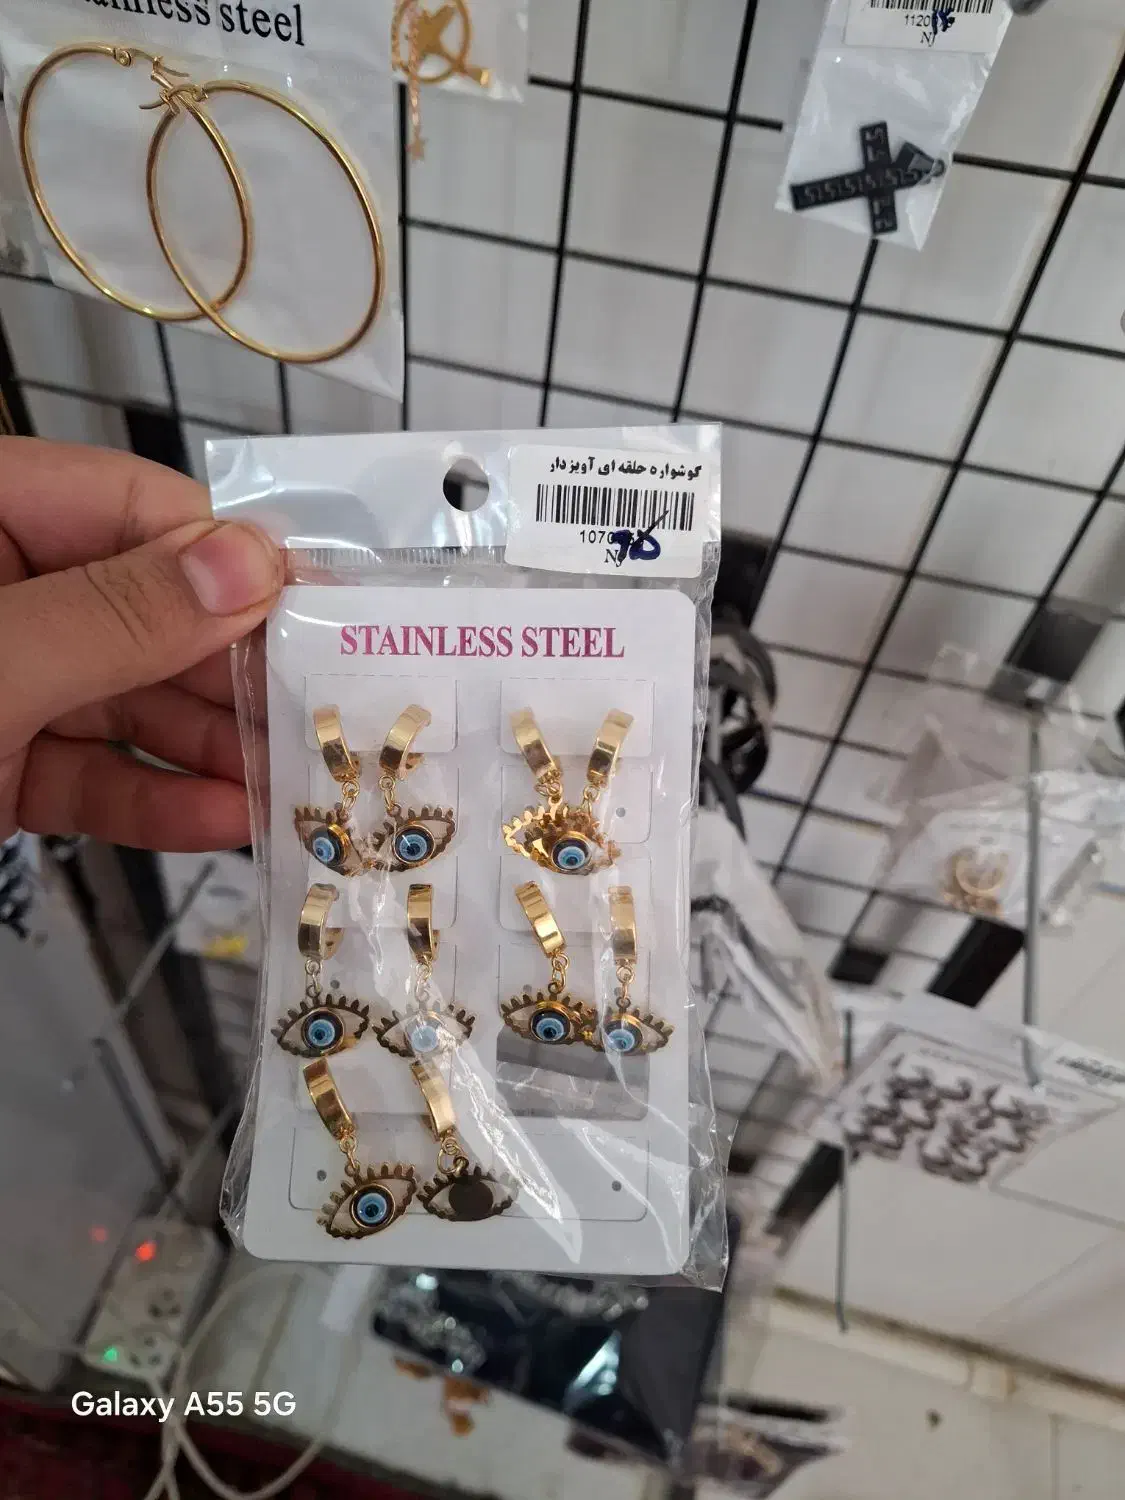 stainless steel
NJ
گوشواره حلقه ای آویزدار
NJ
STAINLESS STEEL
Galaxy A55 5G